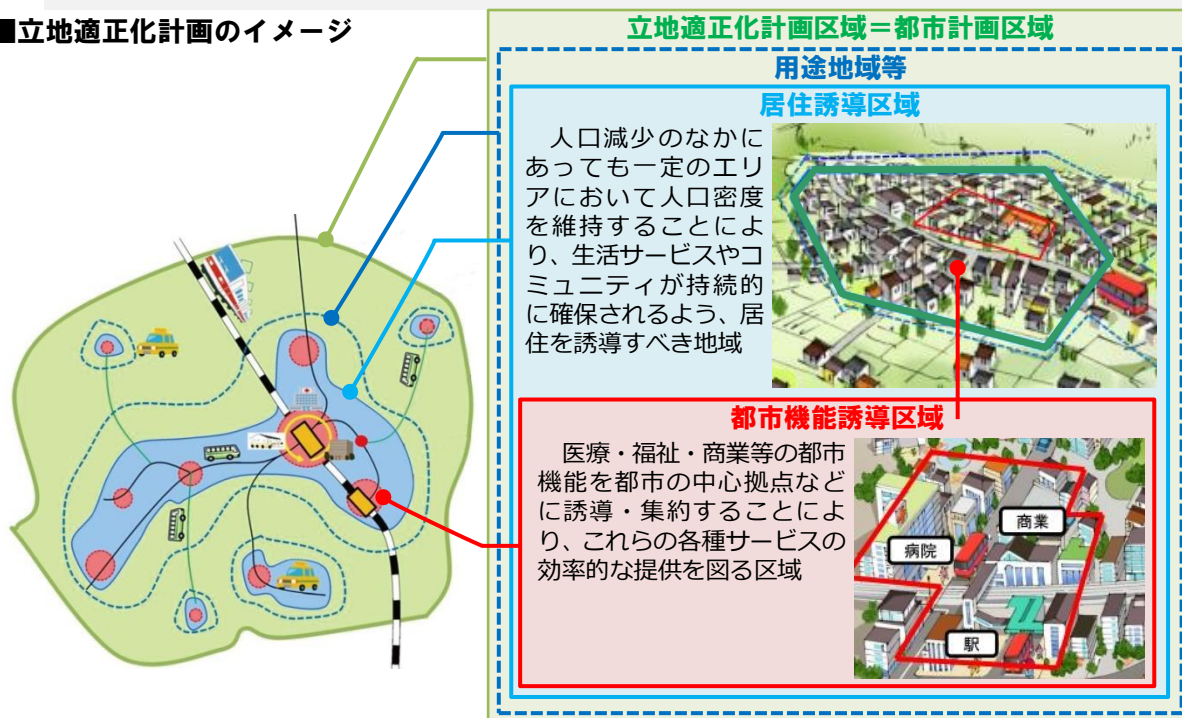 ■立地適正化計画のイメージ
立地適正化計画区域＝都市計画区域
用途地域等
居住誘導区域
人口減少のなかに
あっても一定のエリ
アにおいて人口密度
を維持することによ
り、生活サービスやコ
ミュニティが持続的
に確保されるよう、居
住を誘導すべき地域
都市機能誘導区域
医療・福祉・商業等の都市
機能を都市の中心拠点など
に誘導・集約することによ
り、これらの各種サービスの
効率的な提供を図る区域
商業
病院
駅